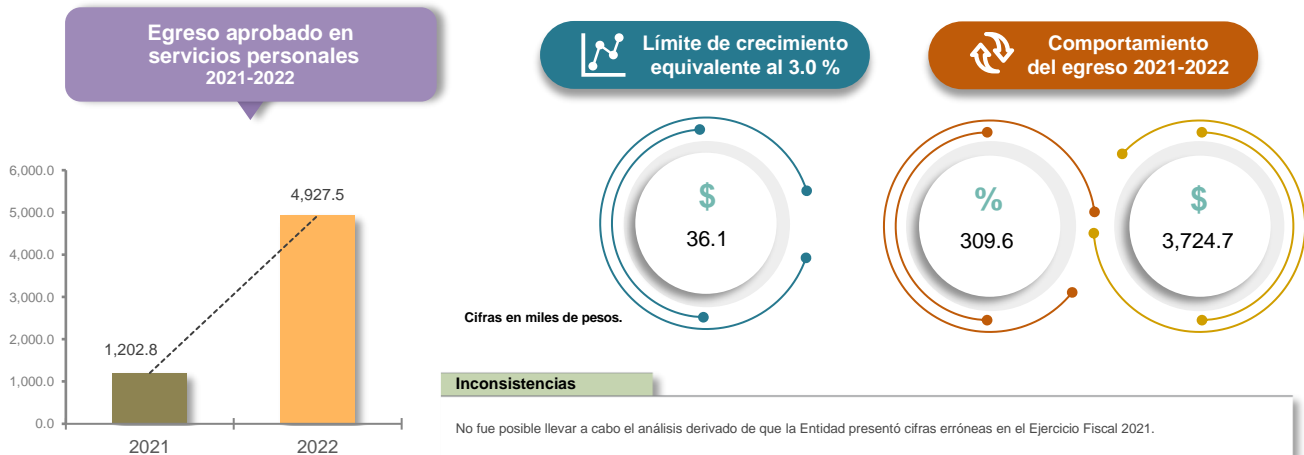 Egreso aprobado en
servicios personales
2021-2022
Límite de crecimiento
equivalente al 3.0 %
Comportamiento
del egreso 2021-2022
6,000.0
5,000.0
4,000.0
3,000.0
2,000.0
1,000.0
0.0
1,202.8
4,927.5
2021
2022
$
36.1
%
309.6
$
3,724.7
Cifras en miles de pesos.
Inconsistencias
No fue posible llevar a cabo el análisis derivado de que la Entidad presentó cifras erróneas en el Ejercicio Fiscal 2021.